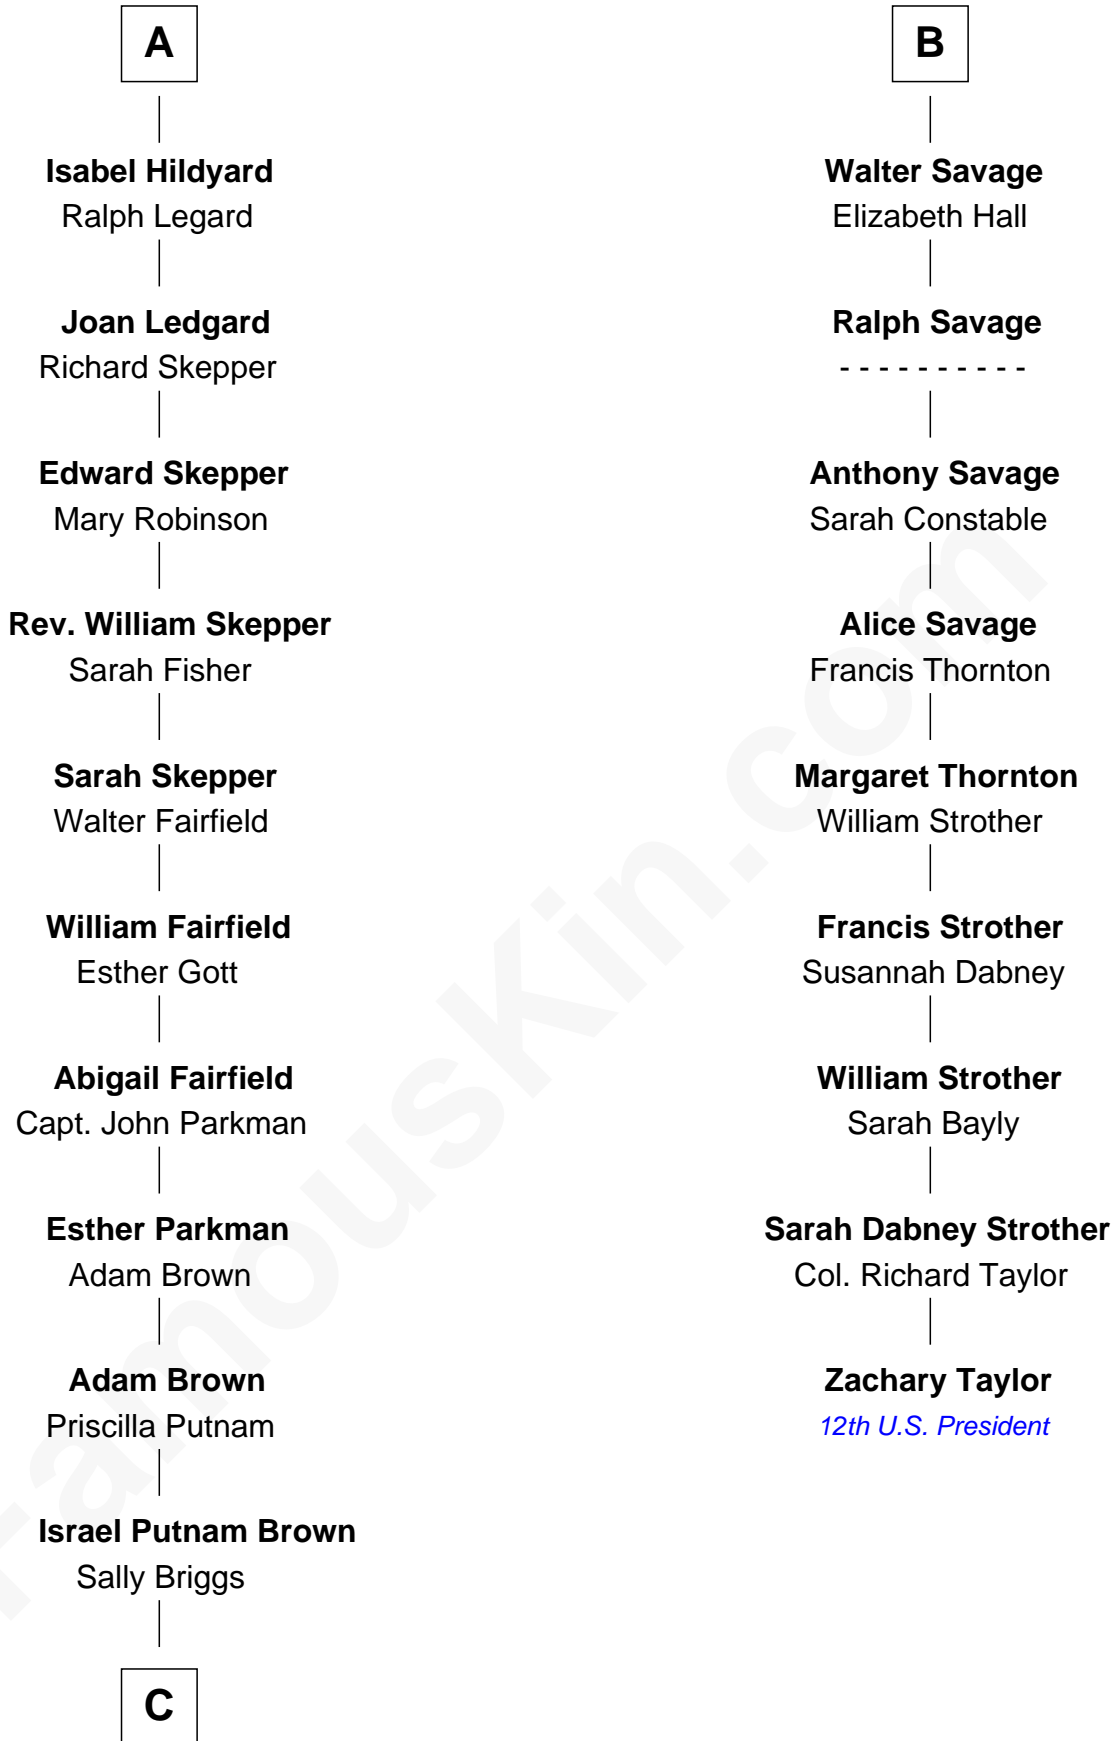 A
Isabel Hildyard
Ralph Legard
Joan Ledgard
Richard Skepper
Edward Skepper
Mary Robinson
Rev. William Skepper
Sarah Fisher
Sarah Skepper
Walter Fairfield
William Fairfield
Esther Gott
Abigail Fairfield
Capt. John Parkman
Esther Parkman
Adam Brown
Adam Brown
Priscilla Putnam
Israel Putnam Brown
Sally Briggs
C
B
Walter Savage
Elizabeth Hall
Ralph Savage
- - - - - - - - - -
Anthony Savage
Sarah Constable
Alice Savage
Francis Thornton
Margaret Thornton
William Strother
Francis Strother
Susannah Dabney
William Strother
Sarah Bayly
Sarah Dabney Strother
Col. Richard Taylor
Zachary Taylor
12th U.S. President
FamousKin.com